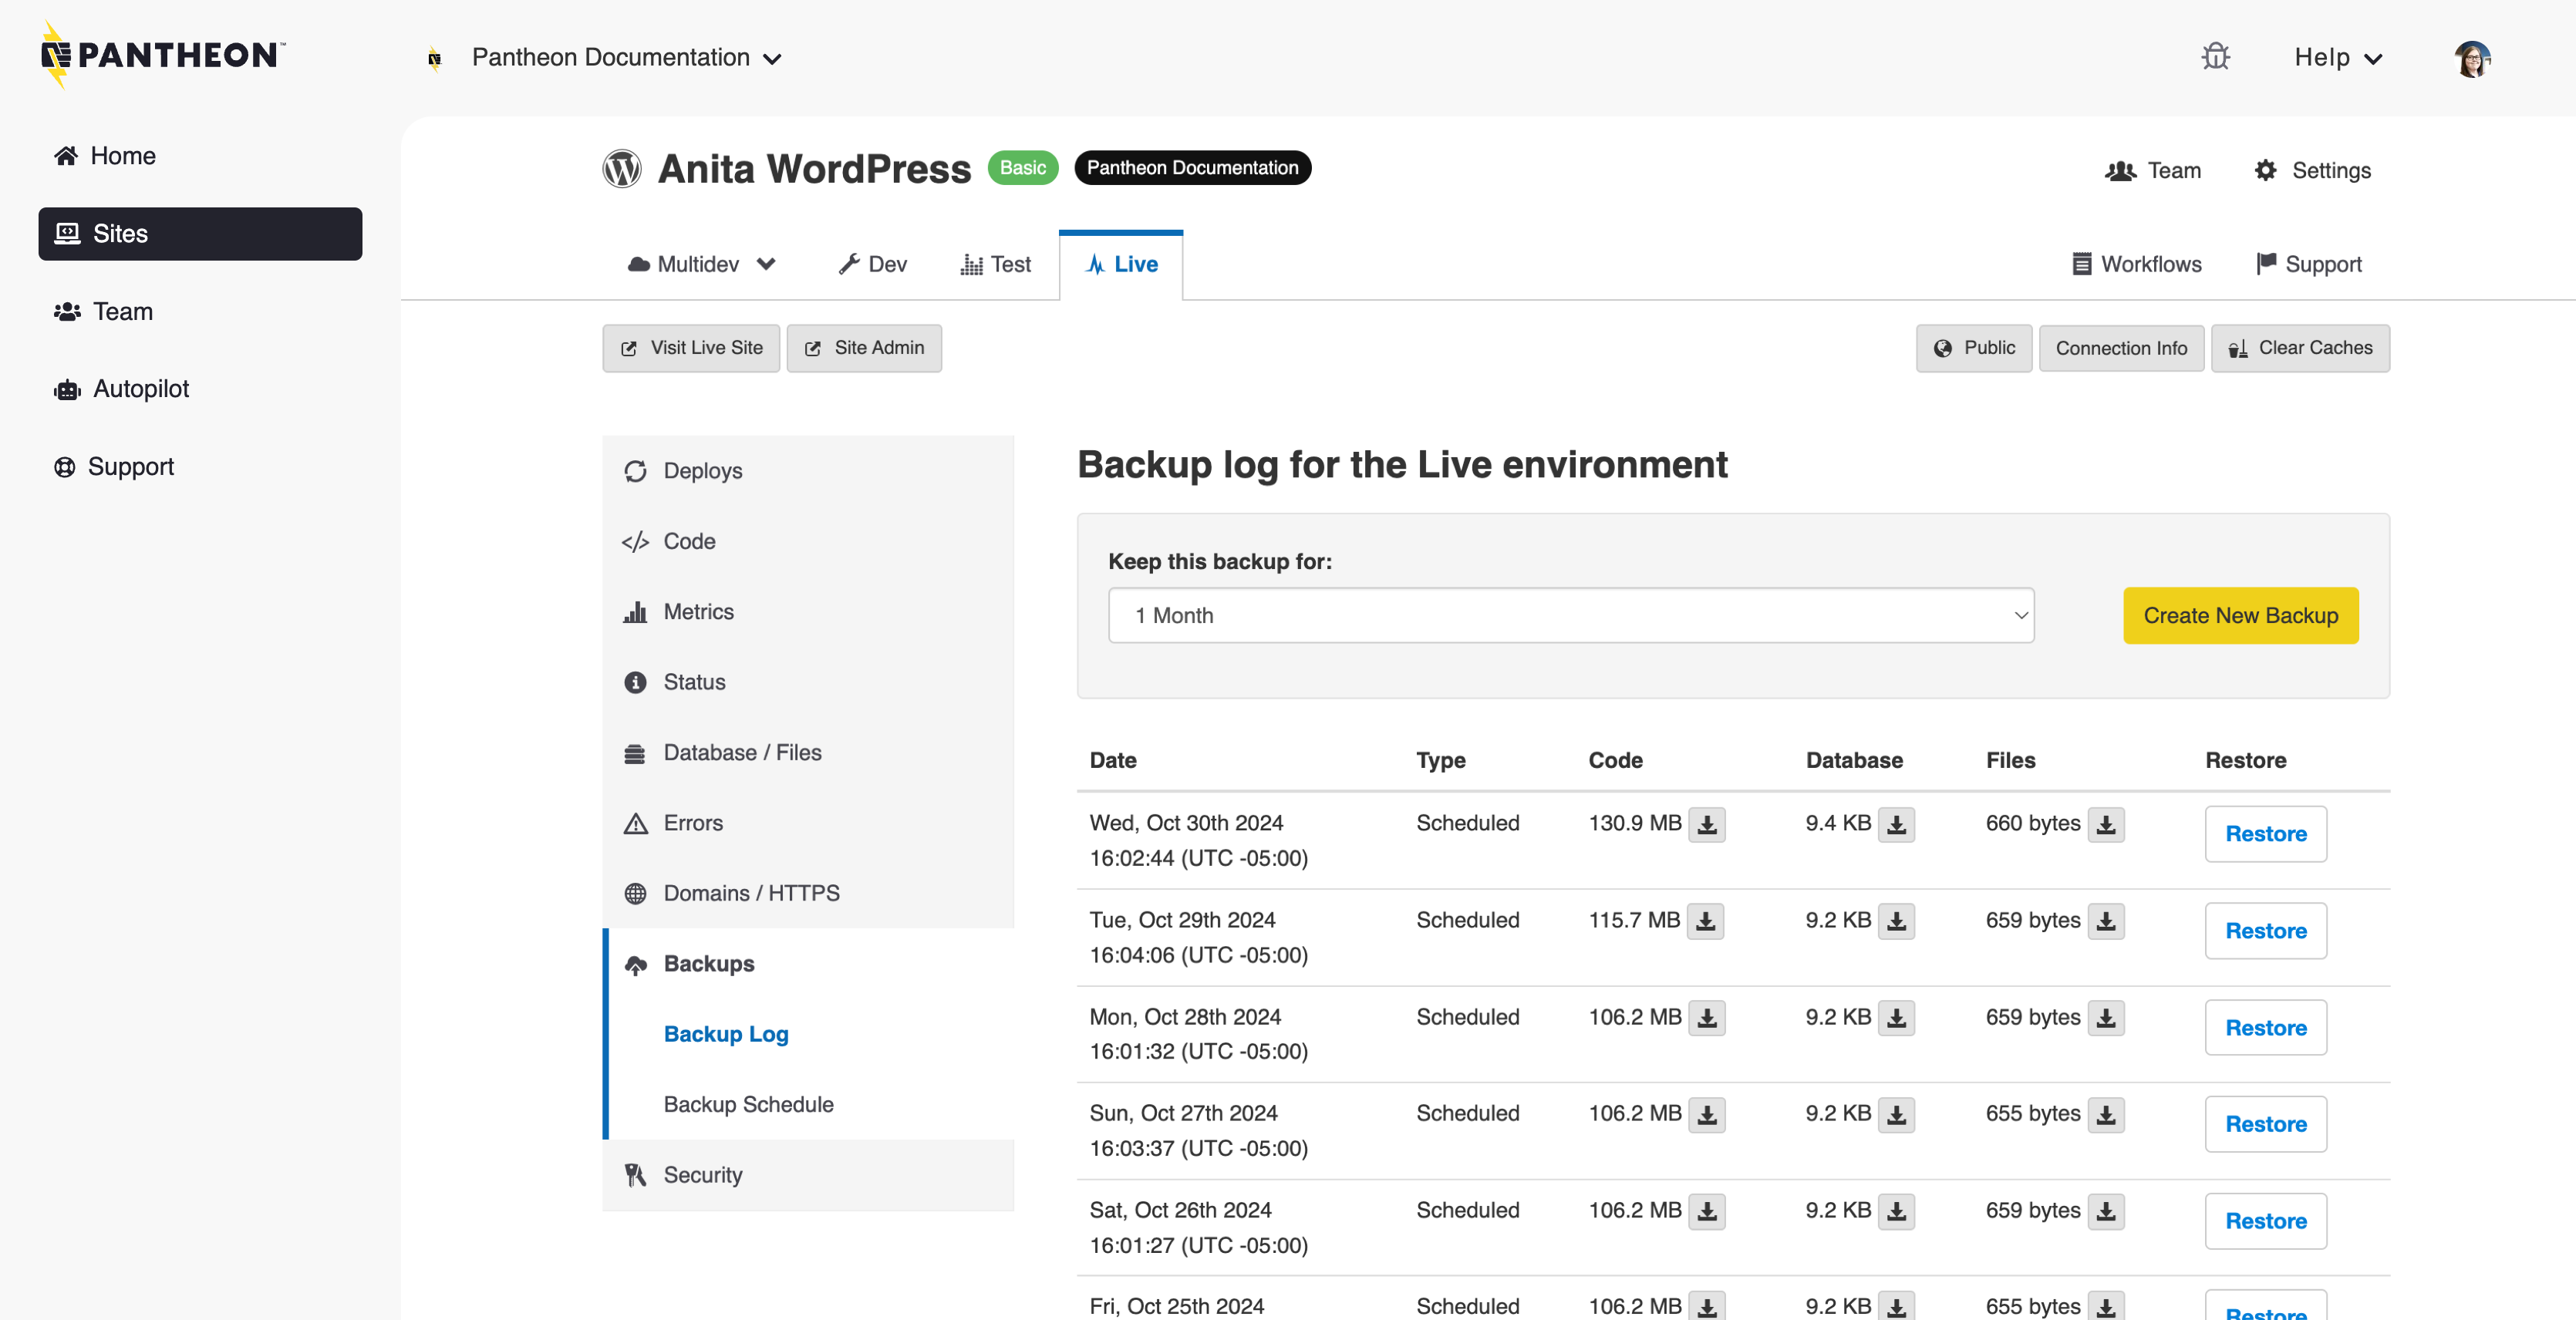 PANTHEON™
Pantheon Documentation
Help
Home
Sites
Team
Autopilot
Support
Anita WordPress Basic Pantheon Documentation
Team Settings
Multidev Dev Test Live Workflows Support
Visit Live Site Site Admin Public Connection Info Clear Caches
Deploys
Code
Metrics
Status
Database / Files
Errors
Domains / HTTPS
Backups
Backup Log
Backup Schedule
Security
Backup log for the Live environment
Keep this backup for:
1 Month Create New Backup
Date Type Code Database Files Restore
Wed, Oct 30th 2024 Scheduled 130.9 MB 9.4 KB 660 bytes Restore
16:02:44 (UTC -05:00)
Tue, Oct 29th 2024 Scheduled 115.7 MB 9.2 KB 659 bytes Restore
16:04:06 (UTC -05:00)
Mon, Oct 28th 2024 Scheduled 106.2 MB 9.2 KB 659 bytes Restore
16:01:32 (UTC -05:00)
Sun, Oct 27th 2024 Scheduled 106.2 MB 9.2 KB 655 bytes Restore
16:03:37 (UTC -05:00)
Sat, Oct 26th 2024 Scheduled 106.2 MB 9.2 KB 659 bytes Restore
16:01:27 (UTC -05:00)
Fri, Oct 25th 2024 Scheduled 106.2 MB 9.2 KB 655 bytes Restore